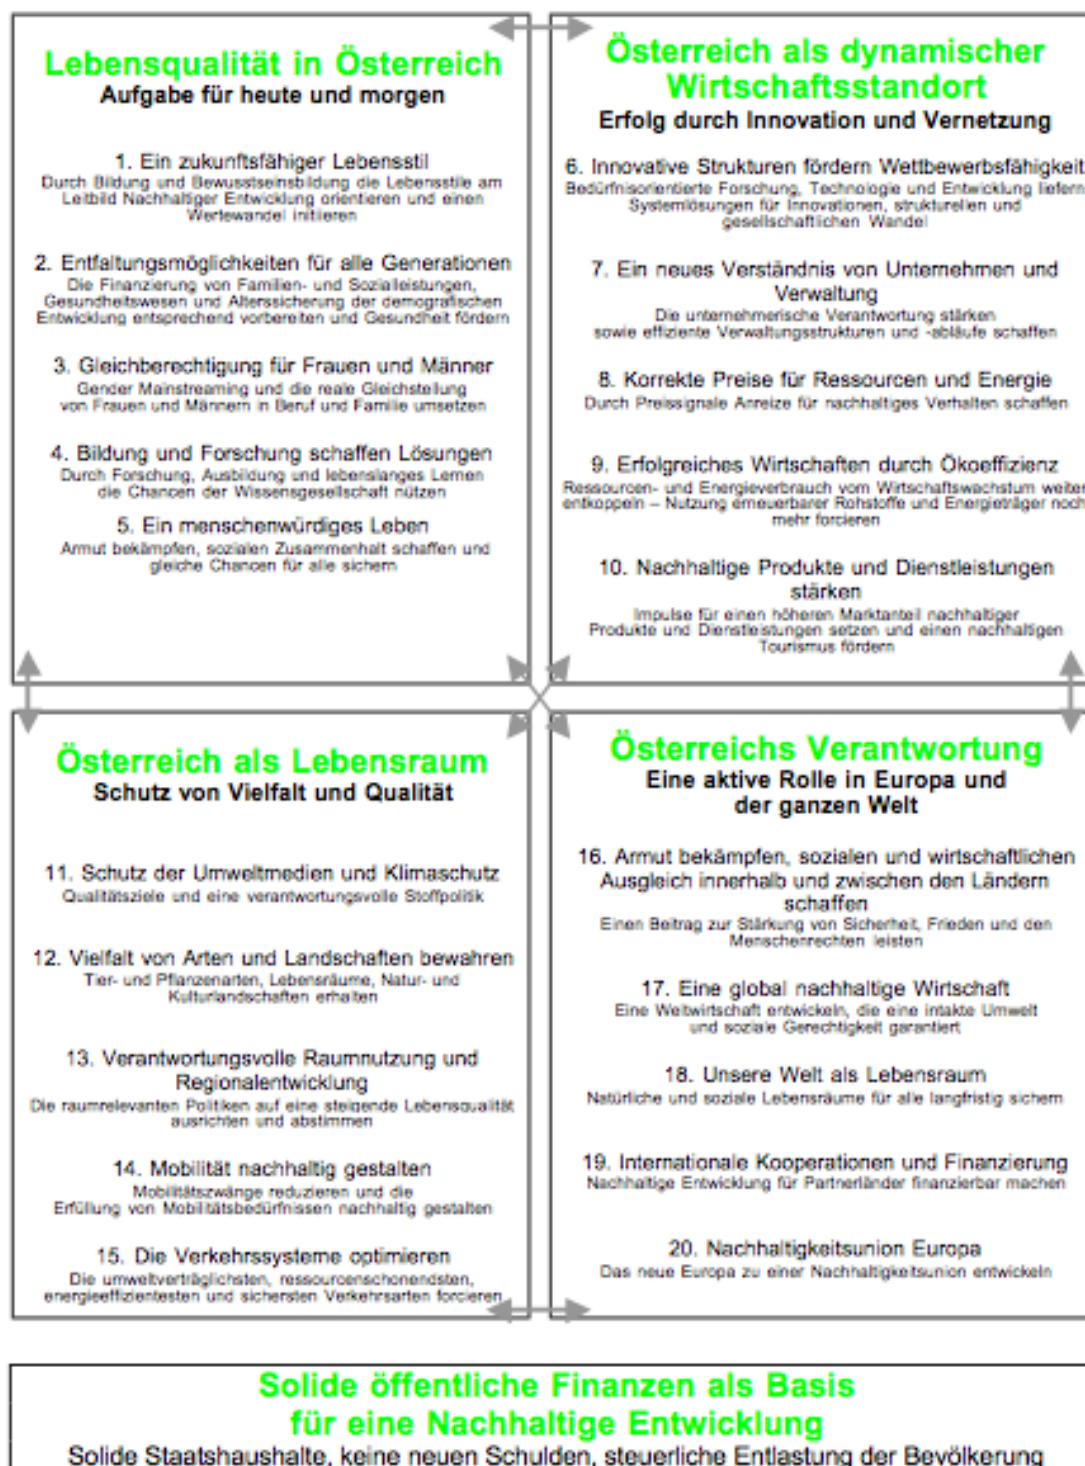 Lebensqualität in Österreich
Aufgabe für heute und morgen
1. Ein zukunftsfähiger Lebensstil
Durch Bildung und Bewusstseinsbildung die Lebensstile am
Leitbild Nachhaltiger Entwicklung orientieren und einen
Wertewandel initiieren
2. Entfaltungsmöglichkeiten für alle Generationen
Die Finanzierung von Familien- und Sozialleistungen,
Gesundheitswesen und Alterssicherung der demografischen
Entwicklung entsprechend vorbereiten und Gesundheit fördern
3. Gleichberechtigung für Frauen und Männer
Gender Mainstreaming und die reale Gleichstellung
von Frauen und Männern in Beruf und Familie umsetzen
4. Bildung und Forschung schaffen Lösungen
Durch Forschung, Ausbildung und lebenslanges Lernen
die Chancen der Wissensgesellschaft nützen
5. Ein menschenwürdiges Leben
Armut bekämpfen, sozialen Zusammenhalt schaffen und
gleiche Chancen für alle sichern
Österreich als dynamischer
Wirtschaftsstandort
Erfolg durch Innovation und Vernetzung
6. Innovative Strukturen fördern Wettbewerbsfähigkeit
Bedürfnisorientierte Forschung, Technologie und Entwicklung liefern
Systemlösungen für Innovationen, strukturellen und
gesellschaftlichen Wandel
7. Ein neues Verständnis von Unternehmen und
Verwaltung
Die unternehmerische Verantwortung stärken
sowie effiziente Verwaltungsstrukturen und -abläufe schaffen
8. Korrekte Preise für Ressourcen und Energie
Durch Preissignale Anreize für nachhaltiges Verhalten schaffen
9. Erfolgreiches Wirtschaften durch Ökoeffizienz
Ressourcen- und Energieverbrauch vom Wirtschaftswachstum weiter
entkoppeln – Nutzung erneuerbarer Rohstoffe und Energieträger noch
mehr forcieren
10. Nachhaltige Produkte und Dienstleistungen
stärken
Impulse für einen höheren Marktanteil nachhaltiger
Produkte und Dienstleistungen setzen und einen nachhaltigen
Tourismus fördern
Österreich als Lebensraum
Schutz von Vielfalt und Qualität
11. Schutz der Umweltmedien und Klimaschutz
Qualitätsziele und eine verantwortungsvolle Stoffpolitik
12. Vielfalt von Arten und Landschaften bewahren
Tier- und Pflanzenarten, Lebensräume, Natur- und
Kulturlandschaften erhalten
13. Verantwortungsvolle Raumnutzung und
Regionalentwicklung
Die raumrelevanten Politiken auf eine steigende Lebensqualität
ausrichten und abstimmen
14. Mobilität nachhaltig gestalten
Mobilitätszwänge reduzieren und die
Erfüllung von Mobilitätsbedürfnissen nachhaltig gestalten
15. Die Verkehrssysteme optimieren
Die umweltverträglichsten, ressourcenschonendsten,
energieeffizientesten und sichersten Verkehrsarten forcieren
Österreichs Verantwortung
Eine aktive Rolle in Europa und
der ganzen Welt
16. Armut bekämpfen, sozialen und wirtschaftlichen
Ausgleich innerhalb und zwischen den Ländern
schaffen
Einen Beitrag zur Stärkung von Sicherheit, Frieden und den
Menschenrechten leisten
17. Eine global nachhaltige Wirtschaft
Eine Weltwirtschaft entwickeln, die eine intakte Umwelt
und soziale Gerechtigkeit garantiert
18. Unsere Welt als Lebensraum
Natürliche und soziale Lebensräume für alle langfristig sichern
19. Internationale Kooperationen und Finanzierung
Nachhaltige Entwicklung für Partnerländer finanzierbar machen
20. Nachhaltigkeitsunion Europa
Das neue Europa zu einer Nachhaltigkeitsunion entwickeln
Solide öffentliche Finanzen als Basis
für eine Nachhaltige Entwicklung
Solide Staatshaushalte, keine neuen Schulden, steuerliche Entlastung der Bevölkerung